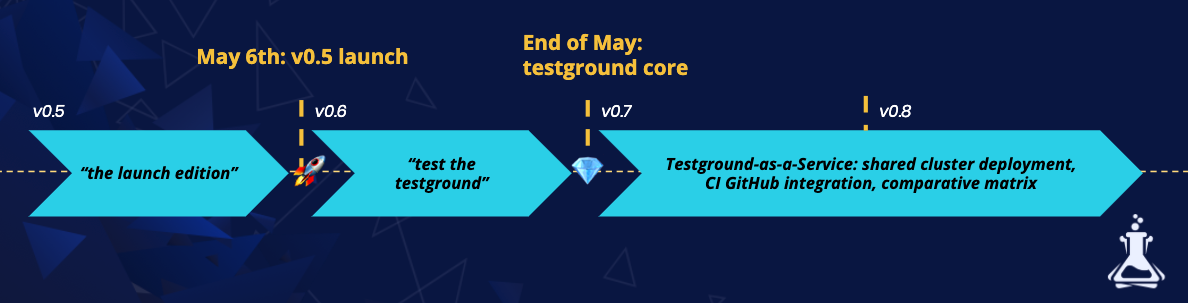 May 6th: v0.5 launch
End of May:
testground core
v0.5
v0.6
v0.7
v0.8
“the launch edition”
“test the
testground”
Testground-as-a-Service: shared cluster deployment,
CI GitHub integration, comparative matrix